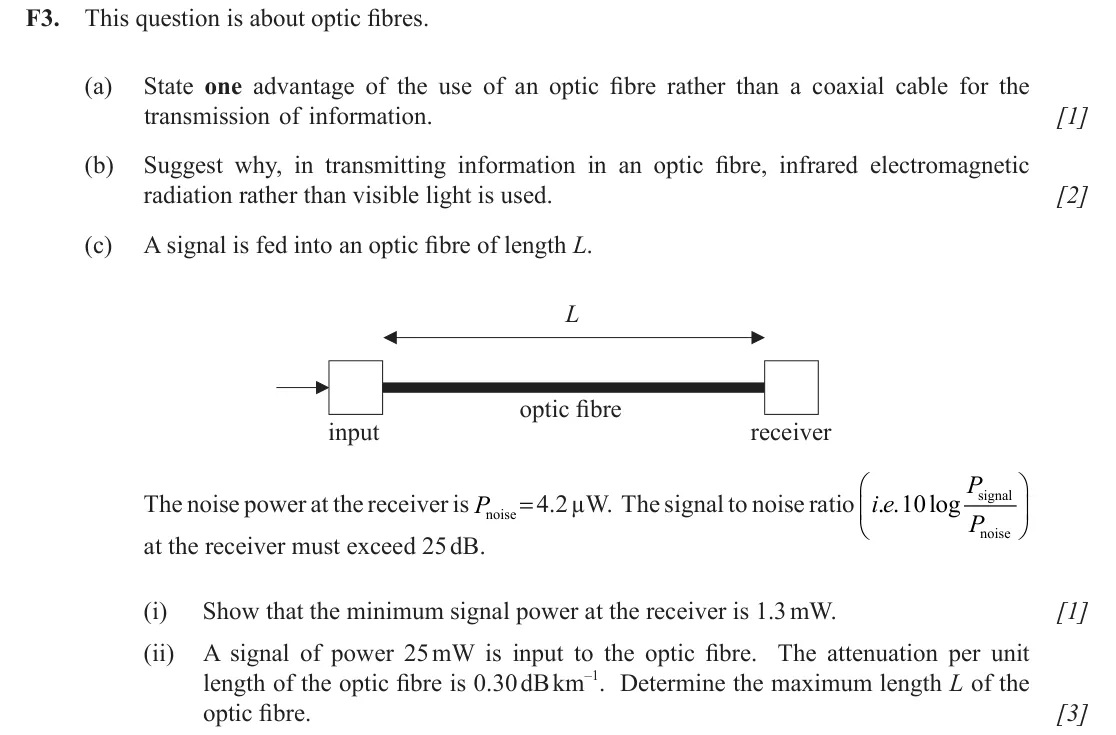 F3. This question is about optic fibres.
(a) State one advantage of the use of an optic fibre rather than a coaxial cable for the
transmission of information. [1]
(b) Suggest why, in transmitting information in an optic fibre, infrared electromagnetic
radiation rather than visible light is used. [2]
(c) A signal is fed into an optic fibre of length L.
L
optic fibre
input receiver
The noise power at the receiver is P_noise = 4.2 µW. The signal to noise ratio (i.e. 10 log P_signal / P_noise)
at the receiver must exceed 25 dB.
(i) Show that the minimum signal power at the receiver is 1.3 mW. [1]
(ii) A signal of power 25 mW is input to the optic fibre. The attenuation per unit
length of the optic fibre is 0.30 dB km⁻¹. Determine the maximum length L of the
optic fibre. [3]